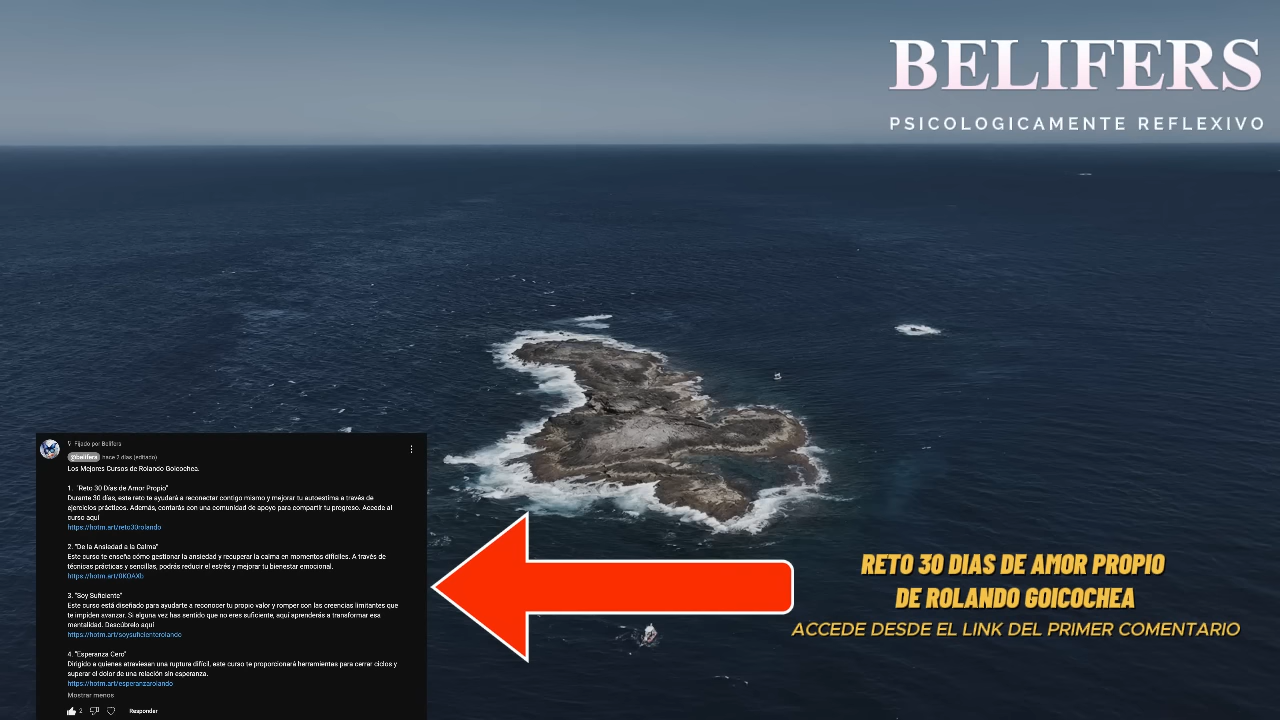 BELIFERS
PSICOLOGICAMENTE REFLEXIVO
Fijado por Belifers
@belifers hace 2 días (editado)
Los Mejores Cursos de Rolando Goicochea.
1. "Reto 30 Días de Amor Propio"
Durante 30 días, este reto te ayudará a reconectar contigo mismo y mejorar tu autoestima a través de
ejercicios prácticos. Además, contarás con una comunidad de apoyo para compartir tu progreso. Accede al
curso aquí
https://hotm.art/reto30rolando
2. "De la Ansiedad a la Calma"
Este curso te enseña cómo gestionar la ansiedad y recuperar la calma en momentos difíciles. A través de
técnicas prácticas y sencillas, podrás reducir el estrés y mejorar tu bienestar emocional.
https://hotm.art/0KOAXb
3. "Soy Suficiente"
Este curso está diseñado para ayudarte a reconocer tu propio valor y romper con las creencias limitantes que
te impiden avanzar. Si alguna vez has sentido que no eres suficiente, aquí aprenderás a transformar esa
mentalidad. Descúbrelo aquí
https://hotm.art/soysuficienterolando
4. "Esperanza Cero"
Dirigido a quienes atraviesan una ruptura difícil, este curso te proporcionará herramientas para cerrar ciclos y
superar el dolor de una relación sin esperanza.
https://hotm.art/esperanzarolando
Mostrar menos
2 Responder
RETO 30 DIAS DE AMOR PROPIO
DE ROLANDO GOICOCHEA
ACCEDE DESDE EL LINK DEL PRIMER COMENTARIO